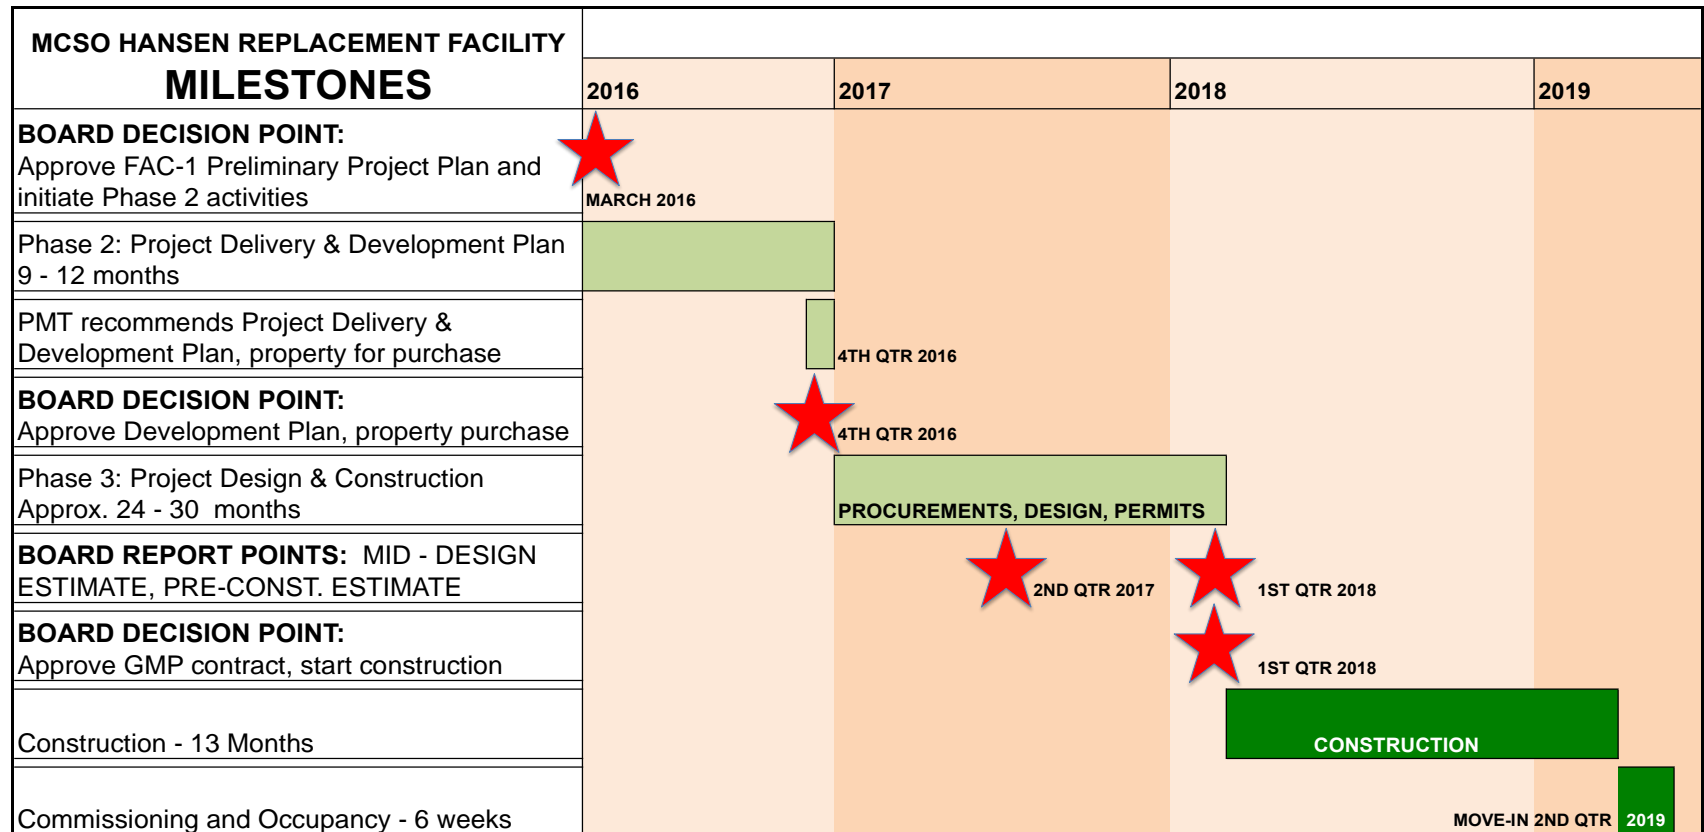 MCSO HANSEN REPLACEMENT FACILITY
MILESTONES
2016
2017
2018
2019
BOARD DECISION POINT:
Approve FAC-1 Preliminary Project Plan and
initiate Phase 2 activities
MARCH 2016
Phase 2: Project Delivery & Development Plan
9 - 12 months
PMT recommends Project Delivery &
Development Plan, property for purchase
4TH QTR 2016
BOARD DECISION POINT:
Approve Development Plan, property purchase
4TH QTR 2016
Phase 3: Project Design & Construction
Approx. 24 - 30 months
PROCUREMENTS, DESIGN, PERMITS
BOARD REPORT POINTS: MID - DESIGN
ESTIMATE, PRE-CONST. ESTIMATE
2ND QTR 2017
1ST QTR 2018
BOARD DECISION POINT:
Approve GMP contract, start construction
1ST QTR 2018
Construction - 13 Months
CONSTRUCTION
Commissioning and Occupancy - 6 weeks
MOVE-IN 2ND QTR 2019